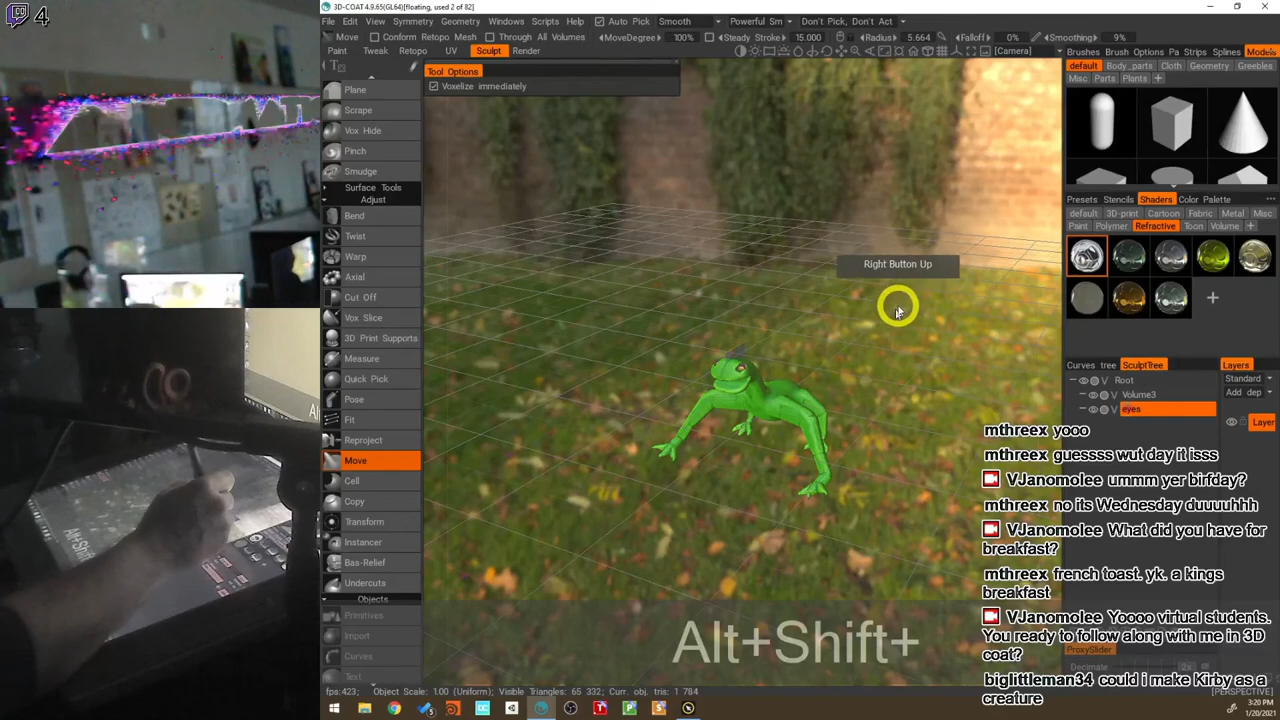 4
3D-COAT 4.9.65(GL64)[floating, used 2 of 82]
File Edit View Symmetry Geometry Windows Scripts Help Auto Pick Smooth Powerful Sm Don't Pick, Don't Act
Move Conform Retopo Mesh Through All Volumes MoveDegree 100% Steady Stroke 15.000 Radius 5.664 Falloff 0% Smoothing 9%
Paint Tweak Retopo UV Sculpt Render [Camera] Brushes Brush Options Pa Strips Splines Models
default Body_parts Cloth Geometry Greebles
Misc Parts Plants +
Tool Options
Voxelize immediately
Plane
Scrape
Vox Hide
Pinch
Smudge
Surface Tools
Adjust
Bend
Twist
Warp
Axial
Cut Off
Vox Slice
3D Print Supports
Measure
Quick Pick
Pose
Fit
Reproject
Move
Cell
Copy
Transform
Instancer
Bas-Relief
Undercuts
Objects
Primitives
Import
Curves
Text
Right Button Up
Presets Stencils Shaders Color Palette
default 3D-print Cartoon Fabric Metal Misc
Paint Polymer Refractive Toon Volume +
Curves tree SculptTree Layers
Root Standard
Volume3 Add dep
eyes
Layer
mthreex yooo
mthreex guessss wut day it isss
VJanomolee ummm yer birfday?
mthreex no its Wednesday duuuuhhh
VJanomolee What did you have for
breakfast?
mthreex french toast. yk. a kings
breakfast
VJanomolee Yoooo virtual students.
You ready to follow along with me in 3D
coat?
ProxySlider
Decimate 2x
biglittleman34 could i make Kirby as a
creature
Alt+Shift+
Alt+Shift
fps:423; Object Scale: 1.00 (Uniform); Visible Triangles: 65 332; Curr. obj. tris: 1 784 [PERSPECTIVE]
3:20 PM
1/20/2021